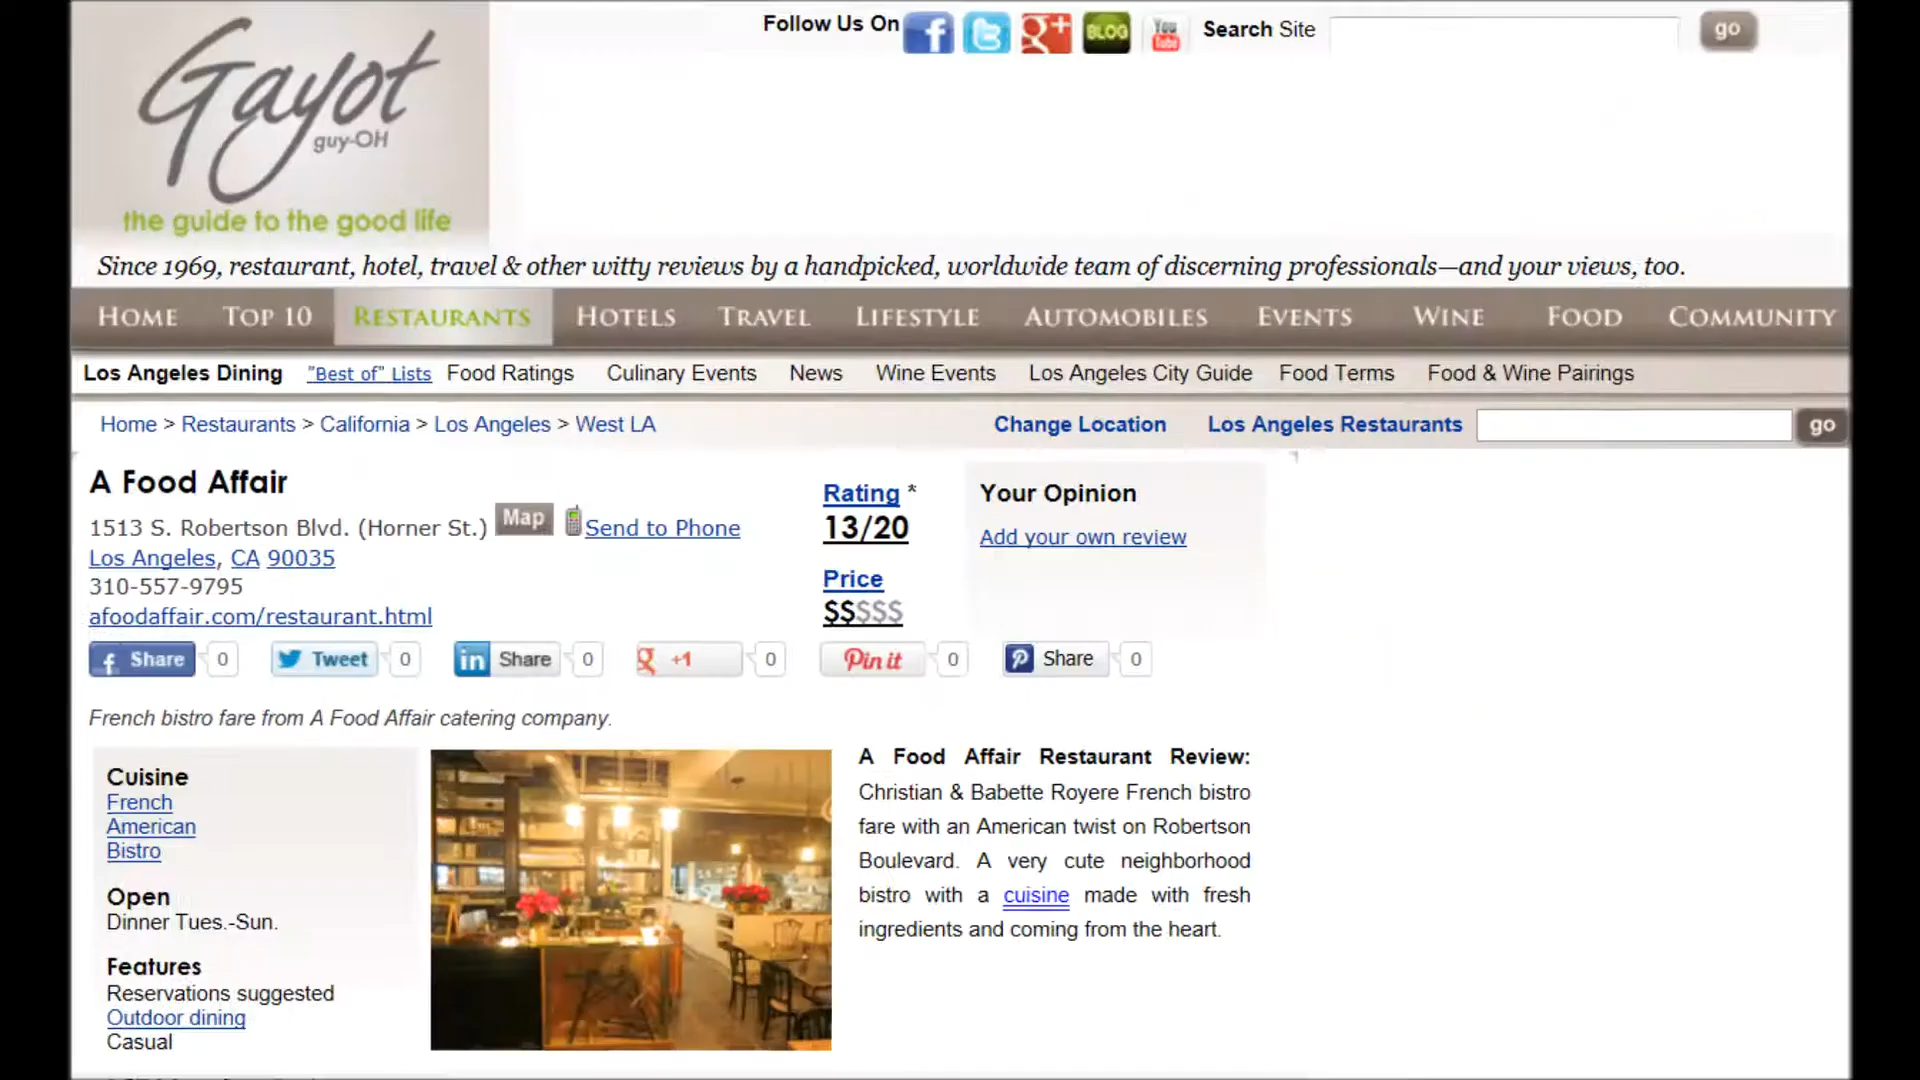 Gayot
guy-OH
the guide to the good life
Follow Us On
BLOG
You Tube
Search Site
go
Since 1969, restaurant, hotel, travel & other witty reviews by a handpicked, worldwide team of discerning professionals—and your views, too.
HOME TOP 10 RESTAURANTS HOTELS TRAVEL LIFESTYLE AUTOMOBILES EVENTS WINE FOOD COMMUNITY
Los Angeles Dining "Best of" Lists Food Ratings Culinary Events News Wine Events Los Angeles City Guide Food Terms Food & Wine Pairings
Home > Restaurants > California > Los Angeles > West LA
Change Location Los Angeles Restaurants go
A Food Affair
1513 S. Robertson Blvd. (Horner St.) Map Send to Phone
Los Angeles, CA 90035
310-557-9795
afoodaffair.com/restaurant.html
Rating *
13/20
Price
$$$$$
Your Opinion
Add your own review
Share 0 Tweet 0 in Share 0 +1 0 Pin it 0 Share 0
French bistro fare from A Food Affair catering company.
Cuisine
French
American
Bistro
Open
Dinner Tues.-Sun.
Features
Reservations suggested
Outdoor dining
Casual
A Food Affair Restaurant Review:
Christian & Babette Royere French bistro
fare with an American twist on Robertson
Boulevard. A very cute neighborhood
bistro with a cuisine made with fresh
ingredients and coming from the heart.